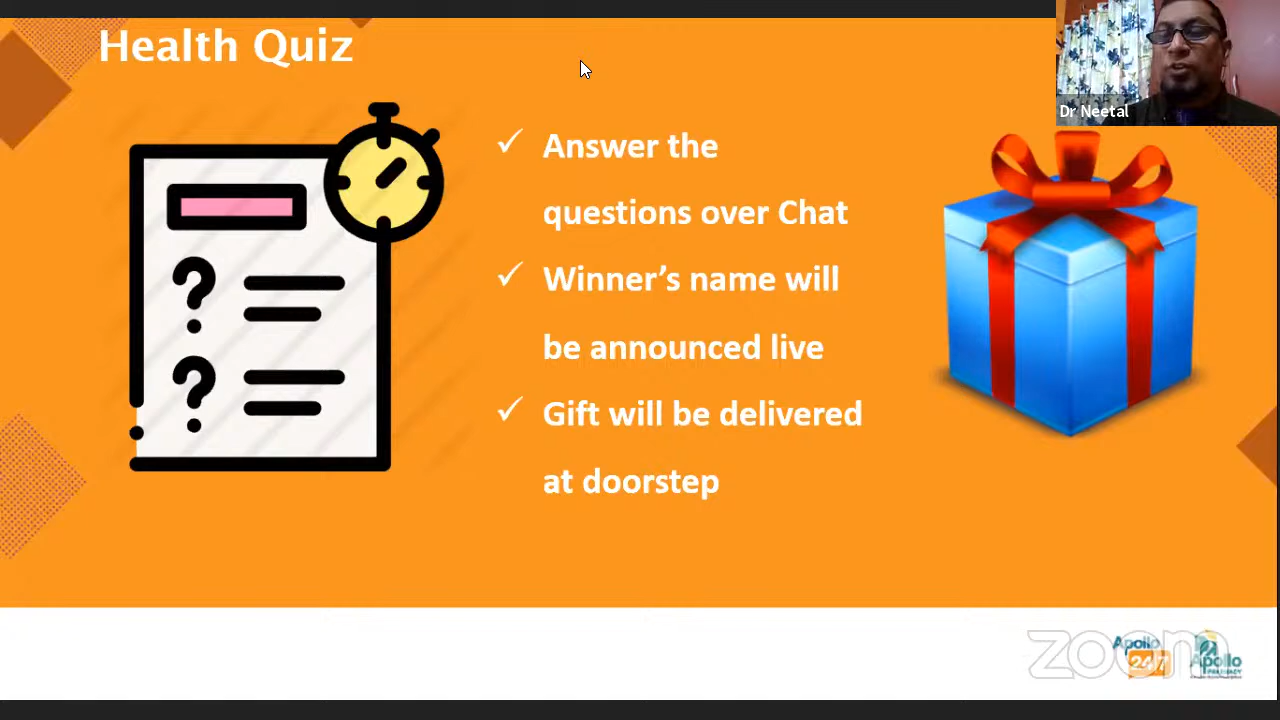 Health Quiz
Dr Neetal
✓ Answer the
questions over Chat
✓ Winner’s name will
be announced live
✓ Gift will be delivered
at doorstep
zoom
Apollo
24|7
Apollo
PHARMACY